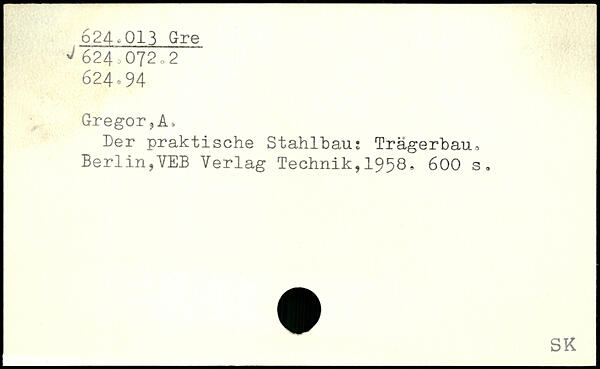 624.013 Gre
✓ 624.072.2
624.94
Gregor,A.
Der praktische Stahlbau: Trägerbau.
Berlin,VEB Verlag Technik,1958. 600 s.
SK